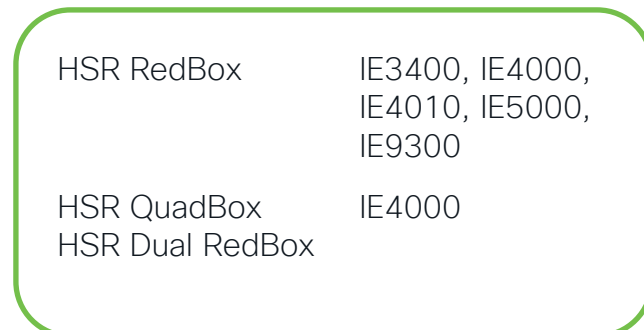 HSR RedBox IE3400, IE4000,
IE4010, IE5000,
IE9300
HSR QuadBox IE4000
HSR Dual RedBox